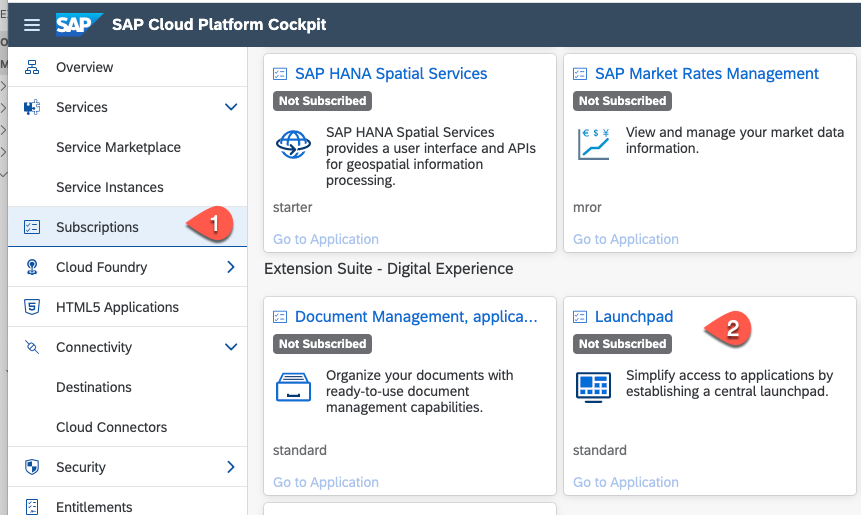 SAP SAP Cloud Platform Cockpit
Overview
Services
Service Marketplace
Service Instances
Subscriptions
1
Cloud Foundry
HTML5 Applications
Connectivity
Destinations
Cloud Connectors
Security
Entitlements
SAP HANA Spatial Services
Not Subscribed
SAP HANA Spatial Services
provides a user interface and APIs
for geospatial information
processing.
starter
Go to Application
SAP Market Rates Management
Not Subscribed
€ $ ¥
View and manage your market data
information.
mror
Go to Application
Extension Suite - Digital Experience
Document Management, applica...
Not Subscribed
Organize your documents with
ready-to-use document
management capabilities.
standard
Go to Application
Launchpad
2
Not Subscribed
Simplify access to applications by
establishing a central launchpad.
standard
Go to Application